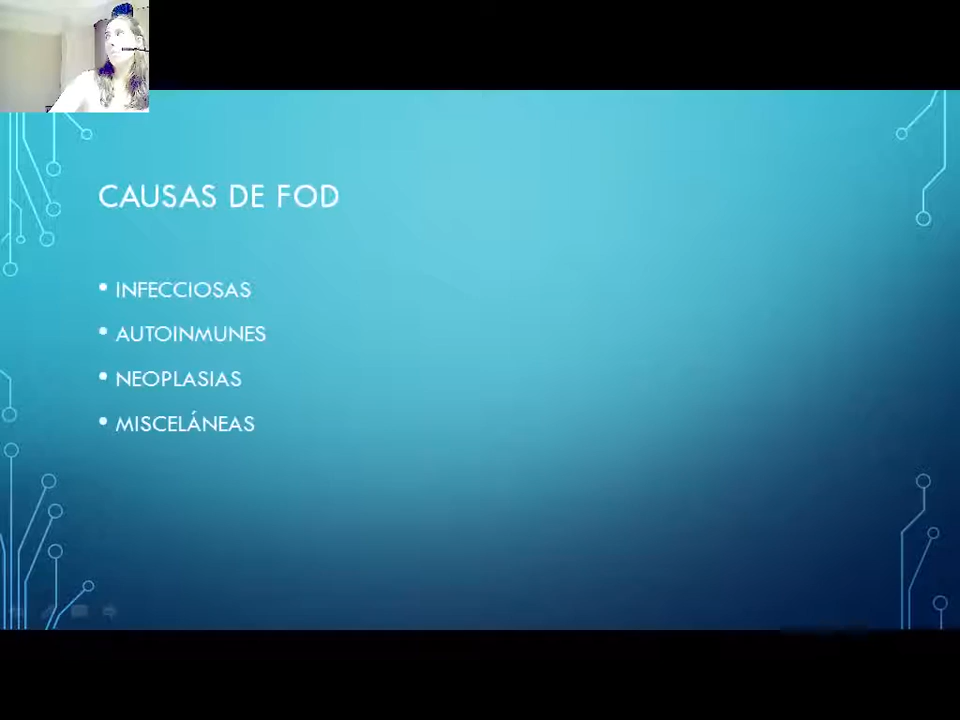 CAUSAS DE FOD
• INFECCIOSAS
• AUTOINMUNES
• NEOPLASIAS
• MISCELÁNEAS